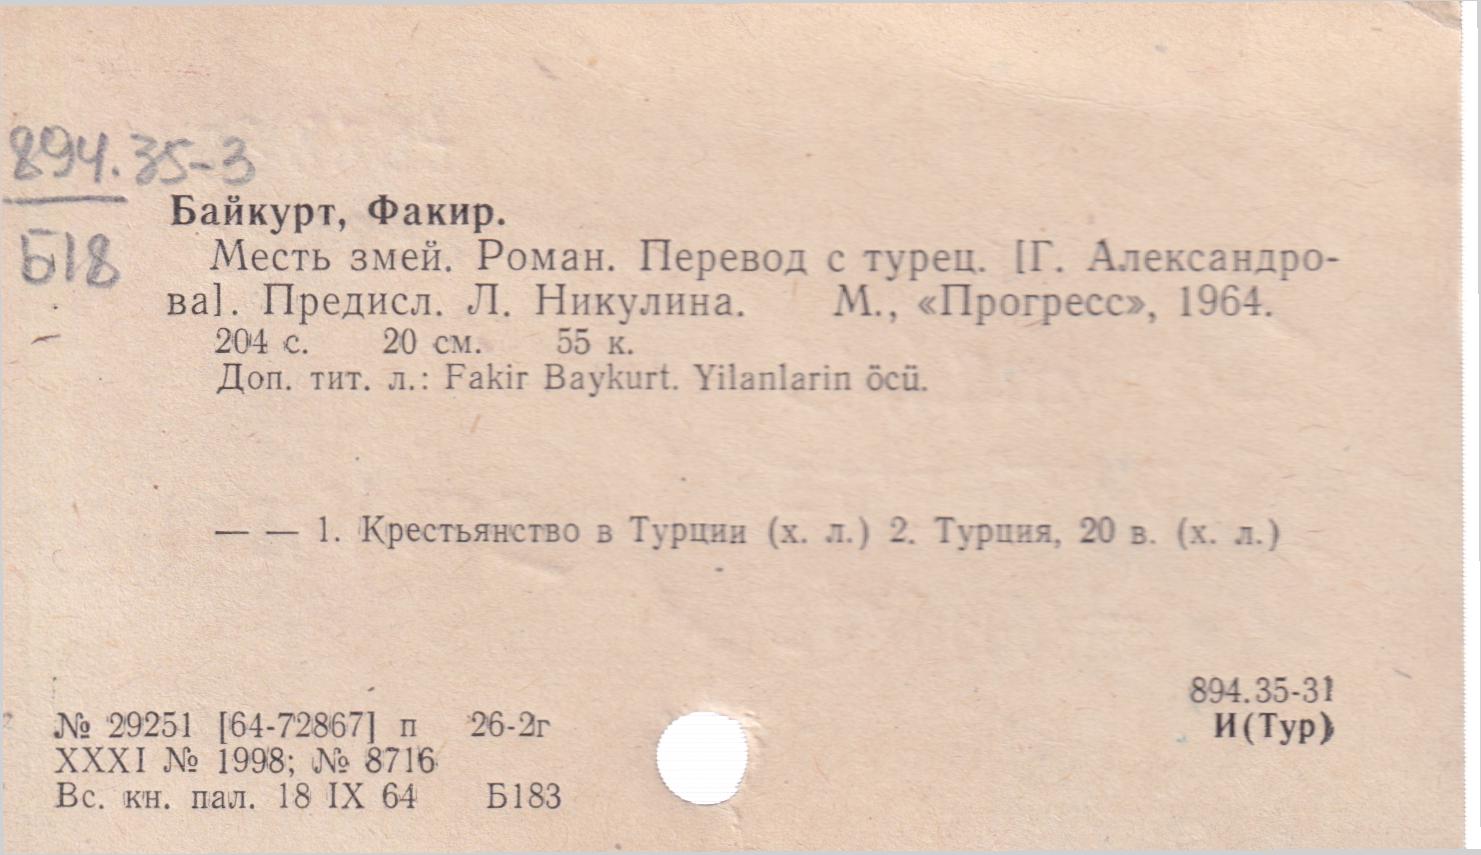 894.35-3
Б18
Байкурт, Факир.
Месть змей. Роман. Перевод с турец. [Г. Александро-
ва]. Предисл. Л. Никулина. М., «Прогресс», 1964.
204 с. 20 см. 55 к.
Доп. тит. л.: Fakir Baykurt. Yilanlarin öcü.
— — 1. Крестьянство в Турции (х. л.) 2. Турция, 20 в. (х. л.)
894.35-31
№ 29251 [64-72867] п 26-2г И(Тур)
XXXI № 1998; № 8716
Вс. кн. пал. 18 IX 64 Б183